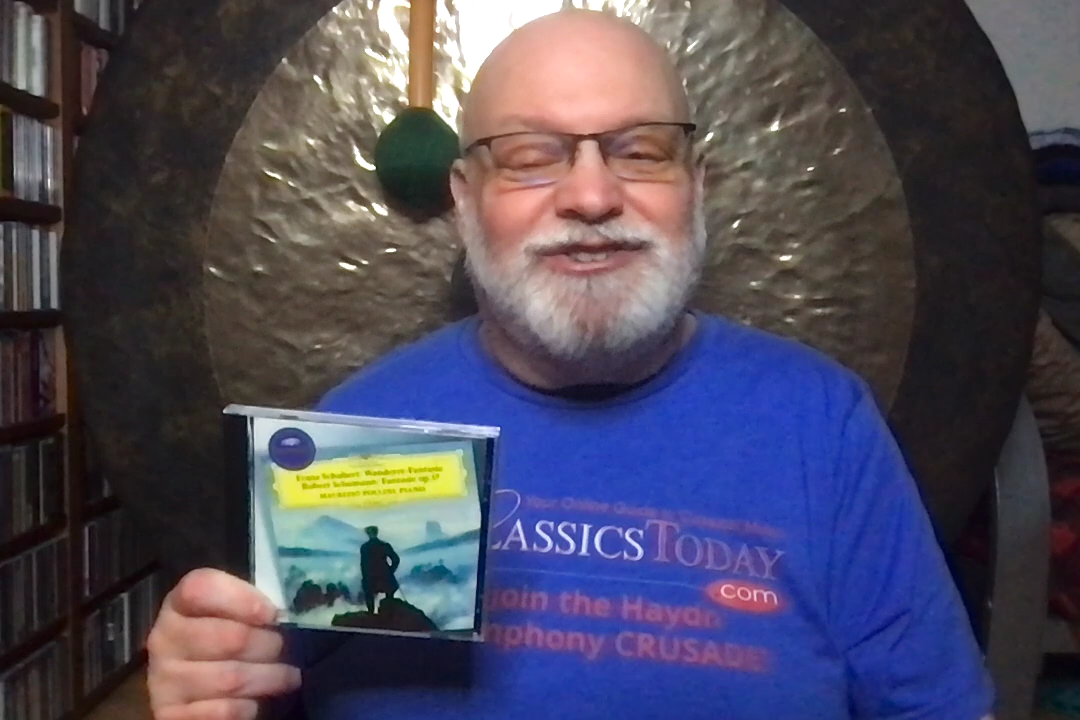 Franz Schubert: Wanderer-Fantasie
Robert Schumann: Fantasie op. 17
MAURIZIO POLLINI, PIANO
Your Online Guide to Classical Music
CLASSICSTODAY
.com
Join the Haydn
mphony CRUSADE